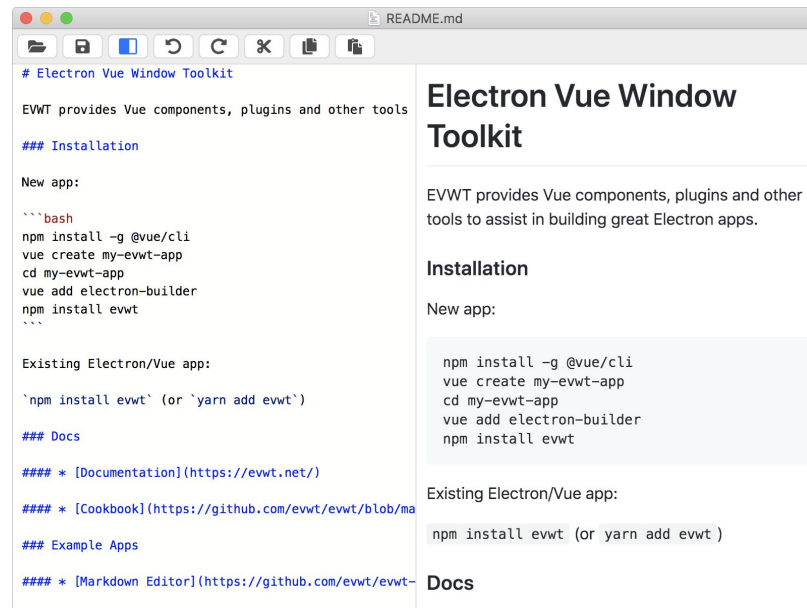 README.md
# Electron Vue Window Toolkit
EVWT provides Vue components, plugins and other tools
### Installation
New app:
```bash
npm install -g @vue/cli
vue create my-evwt-app
cd my-evwt-app
vue add electron-builder
npm install evwt
```
Existing Electron/Vue app:
`npm install evwt` (or `yarn add evwt`)
### Docs
#### * [Documentation](https://evwt.net/)
#### * [Cookbook](https://github.com/evwt/evwt/blob/ma
### Example Apps
#### * [Markdown Editor](https://github.com/evwt/evwt-
Electron Vue Window
Toolkit
EVWT provides Vue components, plugins and other
tools to assist in building great Electron apps.
Installation
New app:
npm install -g @vue/cli
vue create my-evwt-app
cd my-evwt-app
vue add electron-builder
npm install evwt
Existing Electron/Vue app:
npm install evwt (or yarn add evwt )
Docs